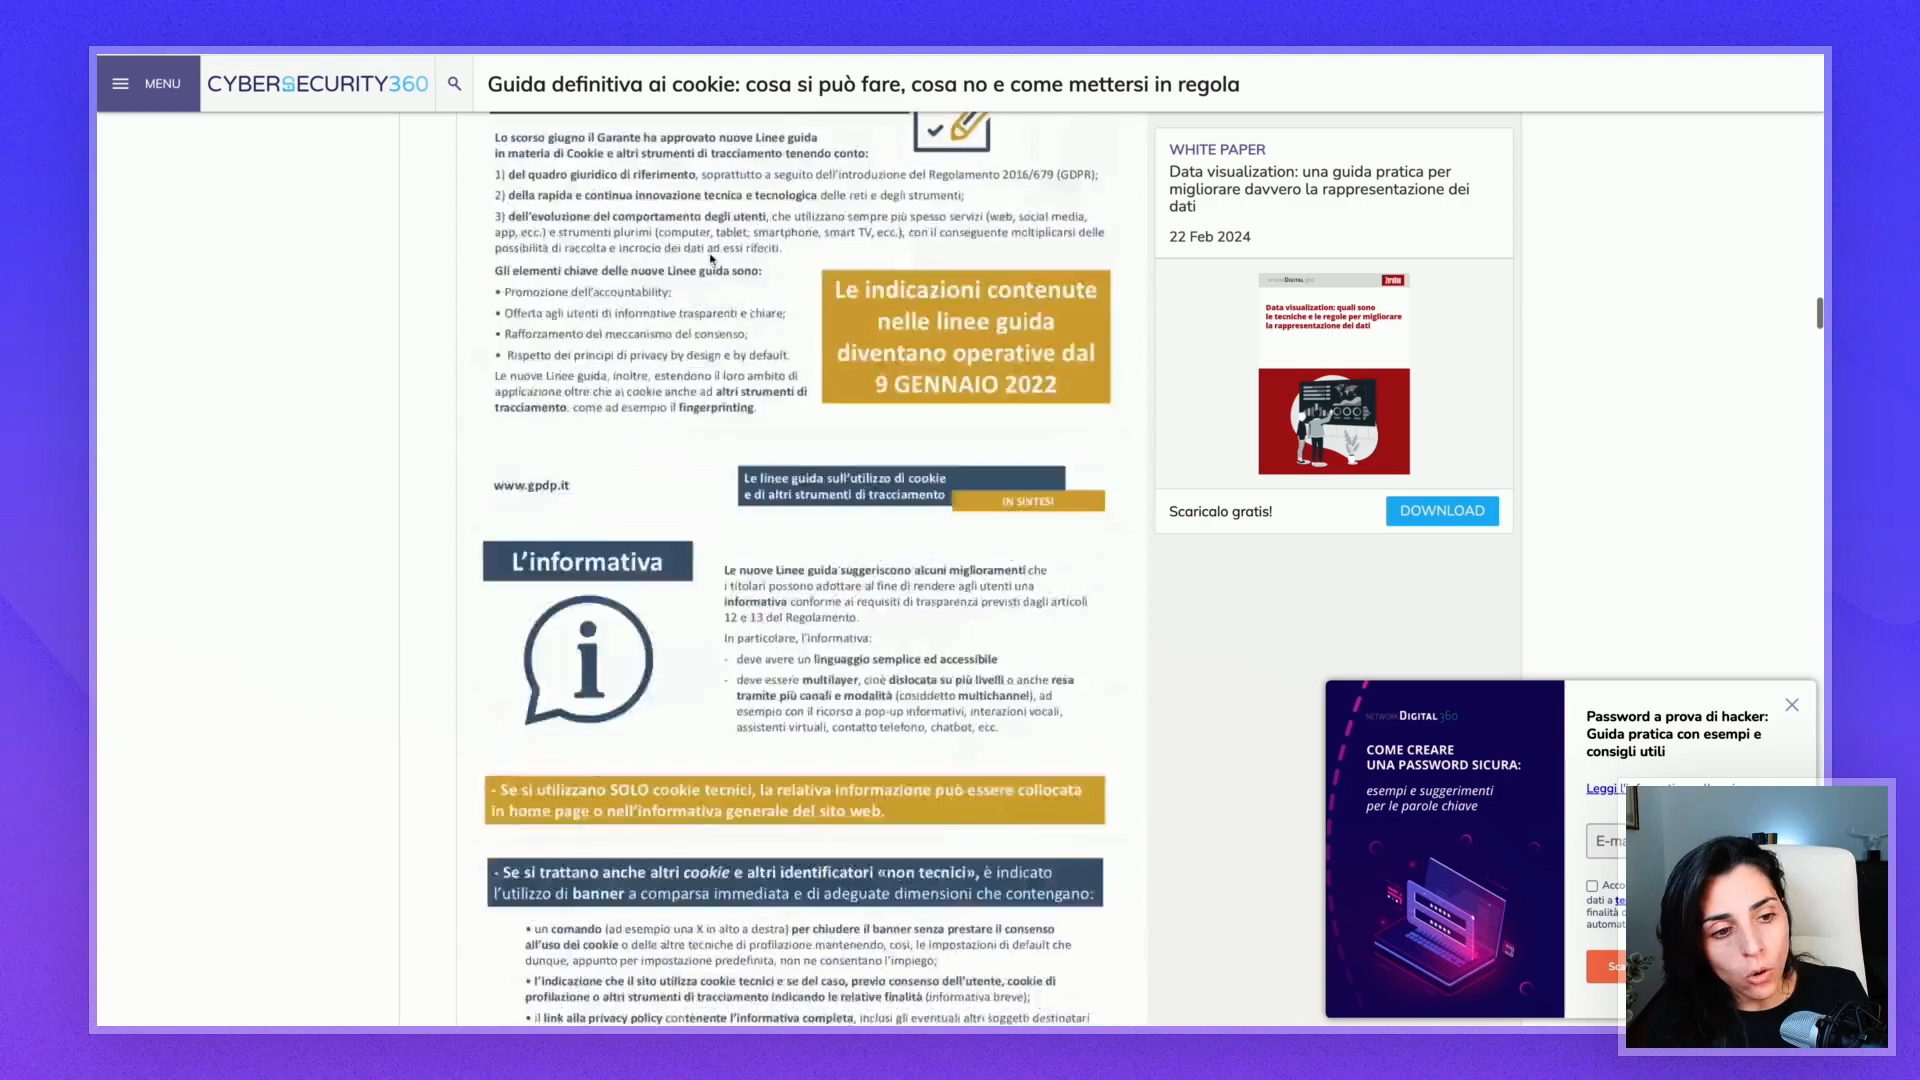 MENU
CYBERSECURITY360
Guida definitiva ai cookie: cosa si può fare, cosa no e come mettersi in regola
Lo scorso giugno il Garante ha approvato nuove Linee guida
in materia di Cookie e altri strumenti di tracciamento tenendo conto:
1) del quadro giuridico di riferimento, soprattutto a seguito dell'introduzione del Regolamento 2016/679 (GDPR);
2) della rapida e continua innovazione tecnica e tecnologica delle reti e degli strumenti;
3) dell'evoluzione del comportamento degli utenti, che utilizzano sempre più spesso servizi (web, social media,
app, ecc.) e strumenti plurimi (computer, tablet, smartphone, smart TV, ecc.), con il conseguente moltiplicarsi delle
possibilità di raccolta e incrocio dei dati ad essi riferiti.
Gli elementi chiave delle nuove Linee guida sono:
• Promozione dell'accountability;
• Offerta agli utenti di informative trasparenti e chiare;
• Rafforzamento del meccanismo del consenso;
• Rispetto dei principi di privacy by design e by default.
Le nuove Linee guida, inoltre, estendono il loro ambito di
applicazione oltre che ai cookie anche ad altri strumenti di
tracciamento, come ad esempio il fingerprinting.
Le indicazioni contenute
nelle linee guida
diventano operative dal
9 GENNAIO 2022
www.gpdp.it
Le linee guida sull'utilizzo di cookie
e di altri strumenti di tracciamento
IN SINTESI
L'informativa
Le nuove Linee guida suggeriscono alcuni miglioramenti che
i titolari possono adottare al fine di rendere agli utenti una
informativa conforme ai requisiti di trasparenza previsti dagli articoli
12 e 13 del Regolamento.
In particolare, l'informativa:
- deve avere un linguaggio semplice ed accessibile
- deve essere multilayer, cioè dislocata su più livelli o anche resa
tramite più canali e modalità (cosiddetto multichannel), ad
esempio con il ricorso a pop-up informativi, interazioni vocali,
assistenti virtuali, contatto telefono, chatbot, ecc.
- Se si utilizzano SOLO cookie tecnici, la relativa informazione può essere collocata
in home page o nell'informativa generale del sito web.
- Se si trattano anche altri cookie e altri identificatori «non tecnici», è indicato
l'utilizzo di banner a comparsa immediata e di adeguate dimensioni che contengano:
• un comando (ad esempio una X in alto a destra) per chiudere il banner senza prestare il consenso
all'uso dei cookie o delle altre tecniche di profilazione mantenendo, così, le impostazioni di default che
dunque, appunto per impostazione predefinita, non ne consentano l'impiego;
• l'indicazione che il sito utilizza cookie tecnici e se del caso, previo consenso dell'utente, cookie di
profilazione o altri strumenti di tracciamento indicando le relative finalità (informativa breve);
• il link alla privacy policy contenente l'informativa completa, inclusi gli eventuali altri soggetti destinatari
WHITE PAPER
Data visualization: una guida pratica per
migliorare davvero la rappresentazione dei
dati
22 Feb 2024
Data visualization: quali sono
le tecniche e le regole per migliorare
la rappresentazione dei dati
Scaricalo gratis!
DOWNLOAD
NETWORK DIGITAL 360
COME CREARE
UNA PASSWORD SICURA:
esempi e suggerimenti
per le parole chiave
Password a prova di hacker:
Guida pratica con esempi e
consigli utili
Leggi
E-ma
Acco
dati a te
finalità
automat
Sca